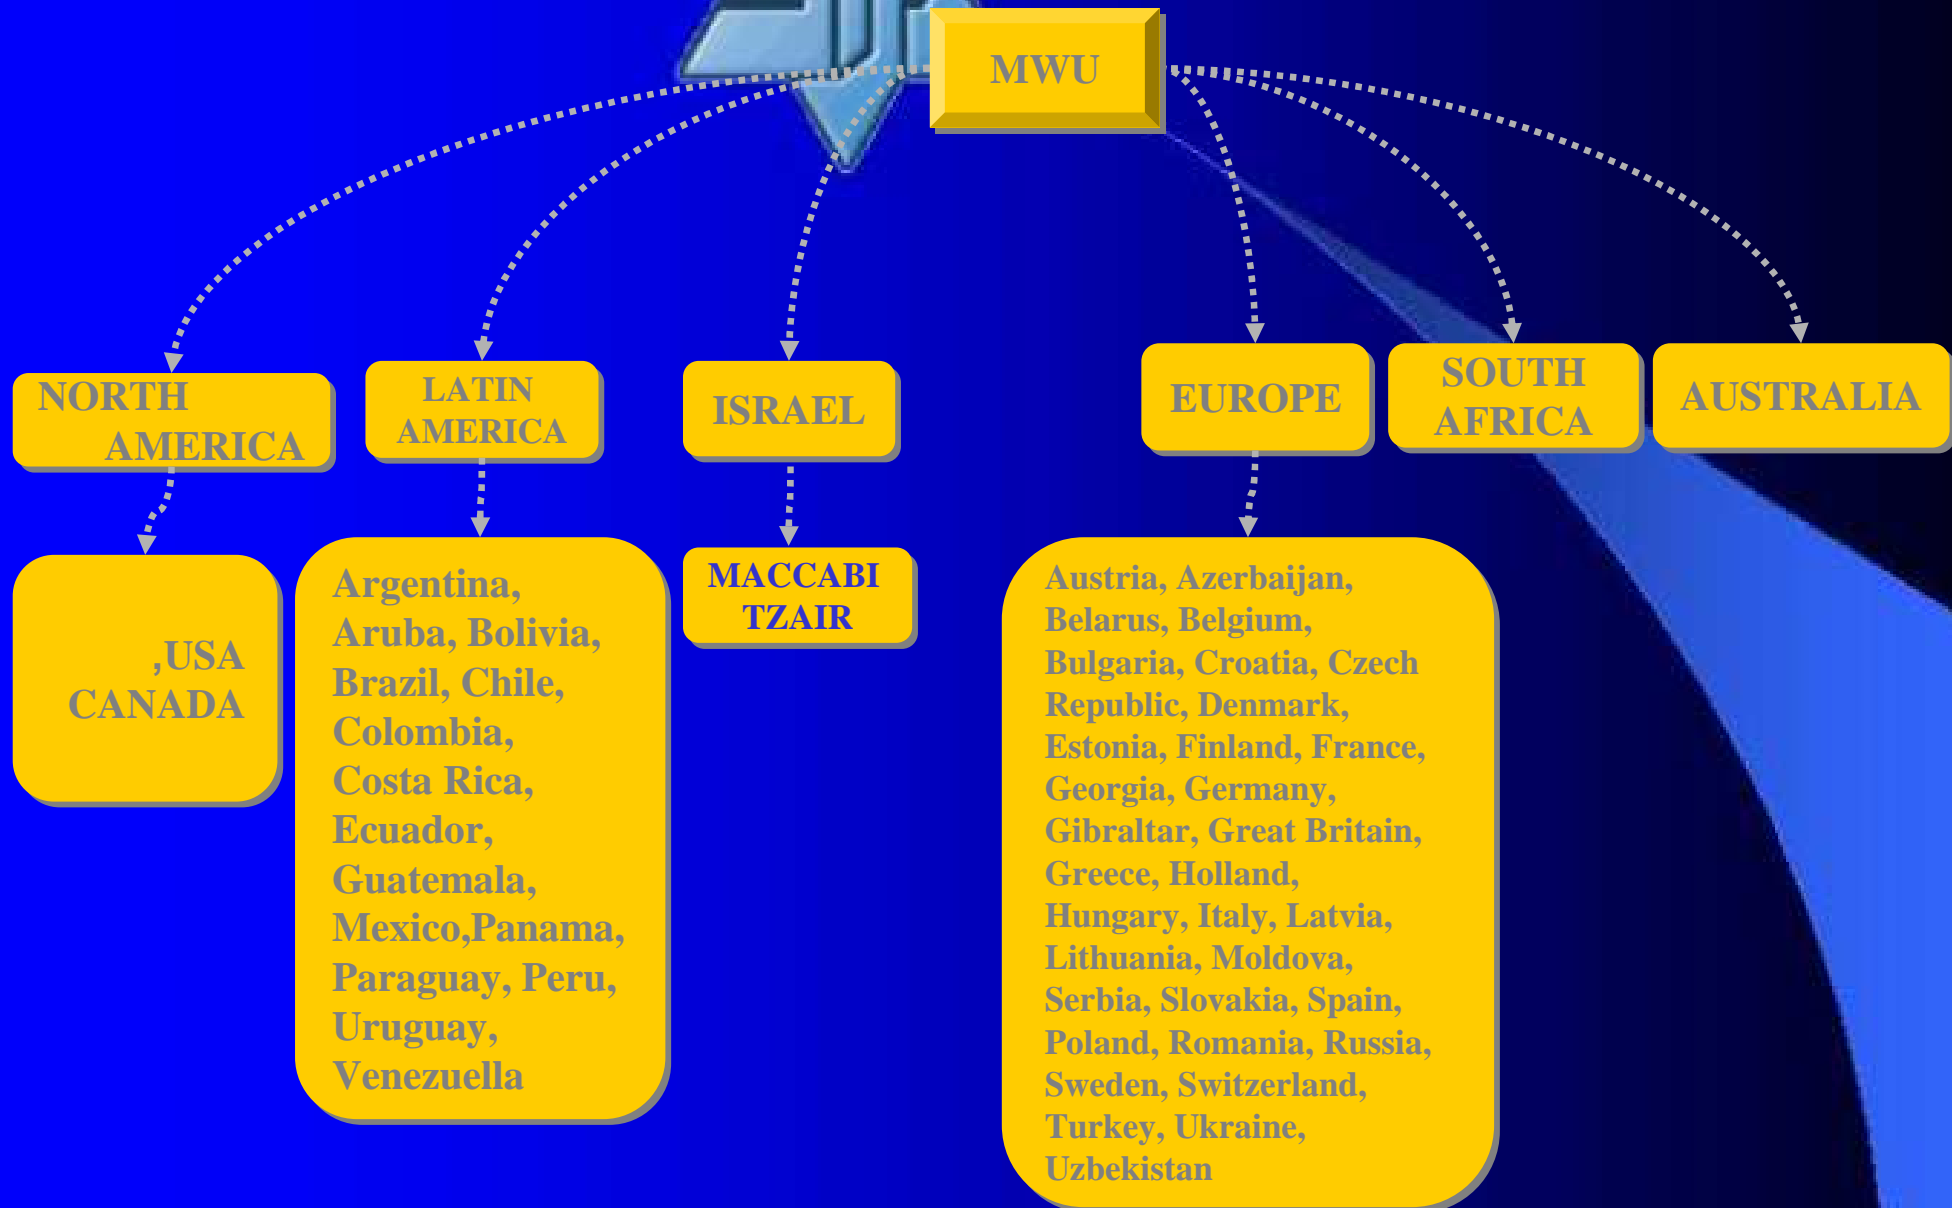 MWU
NORTH
AMERICA
LATIN
AMERICA
ISRAEL
EUROPE
SOUTH
AFRICA
AUSTRALIA
,USA
CANADA
Argentina,
Aruba, Bolivia,
Brazil, Chile,
Colombia,
Costa Rica,
Ecuador,
Guatemala,
Mexico,Panama,
Paraguay, Peru,
Uruguay,
Venezuella
MACCABI
TZAIR
Austria, Azerbaijan,
Belarus, Belgium,
Bulgaria, Croatia, Czech
Republic, Denmark,
Estonia, Finland, France,
Georgia, Germany,
Gibraltar, Great Britain,
Greece, Holland,
Hungary, Italy, Latvia,
Lithuania, Moldova,
Serbia, Slovakia, Spain,
Poland, Romania, Russia,
Sweden, Switzerland,
Turkey, Ukraine,
Uzbekistan